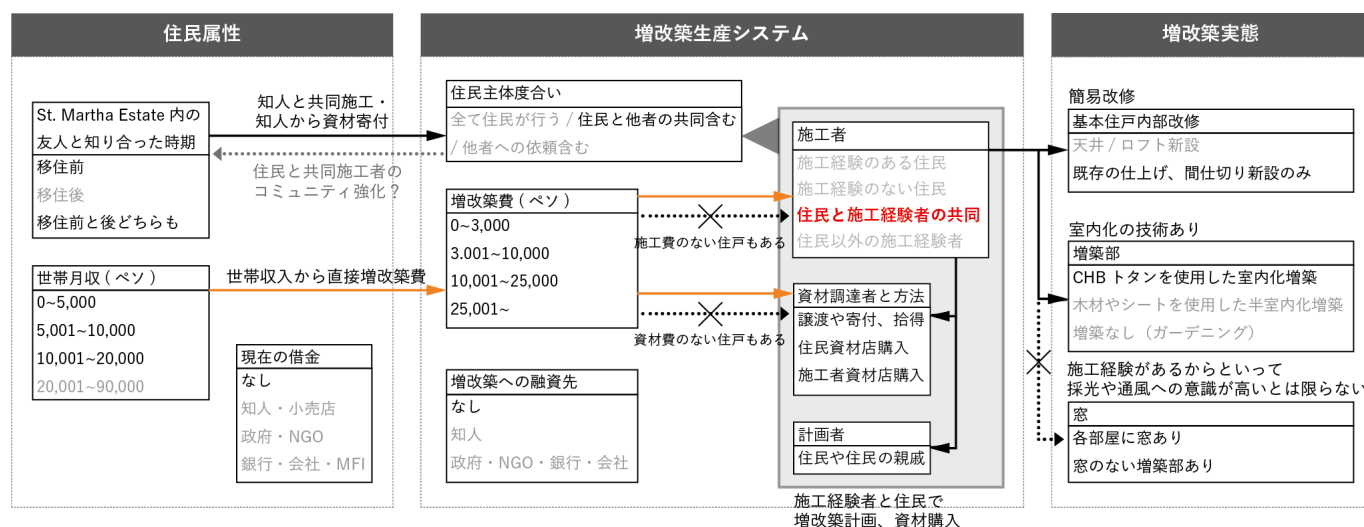 住民属性
St. Martha Estate 内の
友人と知り合った時期
移住前
移住後
移住前と後どちらも
世帯月収 ( ペソ )
0~5,000
5,001~10,000
10,001~20,000
20,001~90,000
現在の借金
なし
知人・小売店
政府・NGO
銀行・会社・MFI
知人と共同施工・
知人から資材寄付
住民と共同施工者の
コミュニティ強化？
世帯収入から直接増改築費
増改築生産システム
住民主体度合い
全て住民が行う / 住民と他者の共同含む
/ 他者への依頼含む
増改築費 ( ペソ )
0~3,000
3.001~10,000
10,001~25,000
25,001~
施工費のない住戸もある
資材費のない住戸もある
増改築への融資先
なし
知人
政府・NGO・銀行・会社
施工者
施工経験のある住民
施工経験のない住民
住民と施工経験者の共同
住民以外の施工経験者
資材調達者と方法
譲渡や寄付、拾得
住民資材店購入
施工者資材店購入
計画者
住民や住民の親戚
施工経験者と住民で
増改築計画、資材購入
増改築実態
簡易改修
基本住戸内部改修
天井 / ロフト新設
既存の仕上げ、間仕切り新設のみ
室内化の技術あり
増築部
CHB トタンを使用した室内化増築
木材やシートを使用した半室内化増築
増築なし（ガーデニング）
施工経験があるからといって
採光や通風への意識が高いとは限らない
窓
各部屋に窓あり
窓のない増築部あり